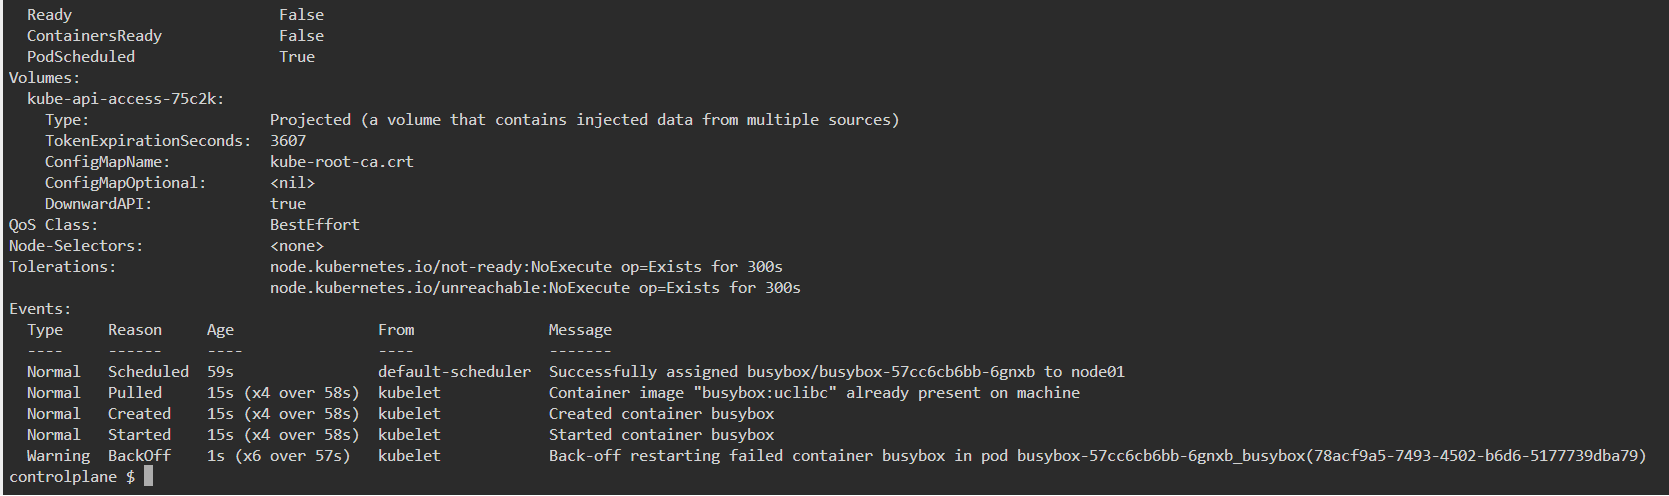 Ready False
ContainersReady False
PodScheduled True
Volumes:
kube-api-access-75c2k:
Type: Projected (a volume that contains injected data from multiple sources)
TokenExpirationSeconds: 3607
ConfigMapName: kube-root-ca.crt
ConfigMapOptional: <nil>
DownwardAPI: true
QoS Class: BestEffort
Node-Selectors: <none>
Tolerations: node.kubernetes.io/not-ready:NoExecute op=Exists for 300s
node.kubernetes.io/unreachable:NoExecute op=Exists for 300s
Events:
Type Reason Age From Message
---- ------ ---- ---- -------
Normal Scheduled 59s default-scheduler Successfully assigned busybox/busybox-57cc6cb6bb-6gnxb to node01
Normal Pulled 15s (x4 over 58s) kubelet Container image "busybox:uclibc" already present on machine
Normal Created 15s (x4 over 58s) kubelet Created container busybox
Normal Started 15s (x4 over 58s) kubelet Started container busybox
Warning BackOff 1s (x6 over 57s) kubelet Back-off restarting failed container busybox in pod busybox-57cc6cb6bb-6gnxb_busybox(78acf9a5-7493-4502-b6d6-5177739dba79)
controlplane $